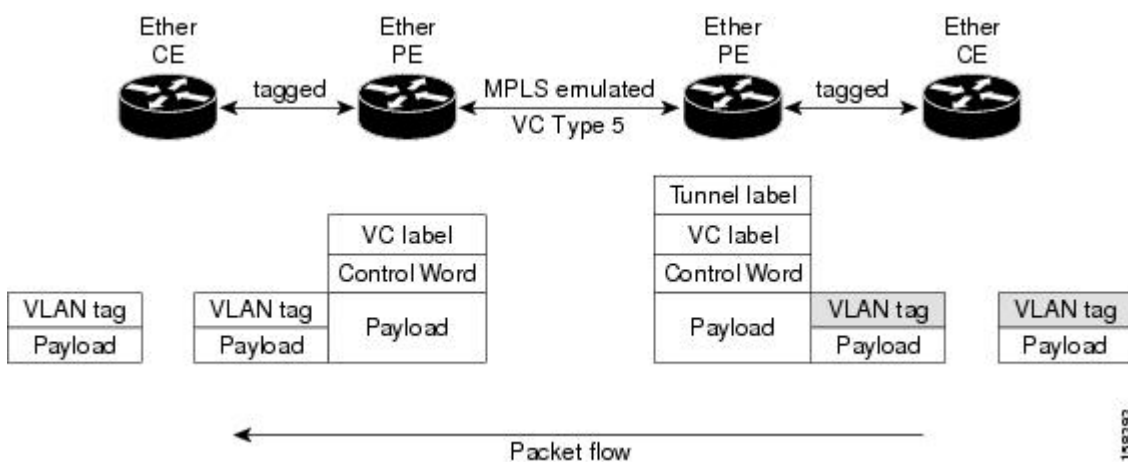 Ether
CE
Ether
PE
Ether
PE
Ether
CE
tagged
MPLS emulated
VC Type 5
tagged
Tunnel label
VC label
VC label
Control Word
Control Word
VLAN tag
VLAN tag
Payload
Payload
VLAN tag
VLAN tag
Payload
Payload
Payload
Payload
Packet flow
158393